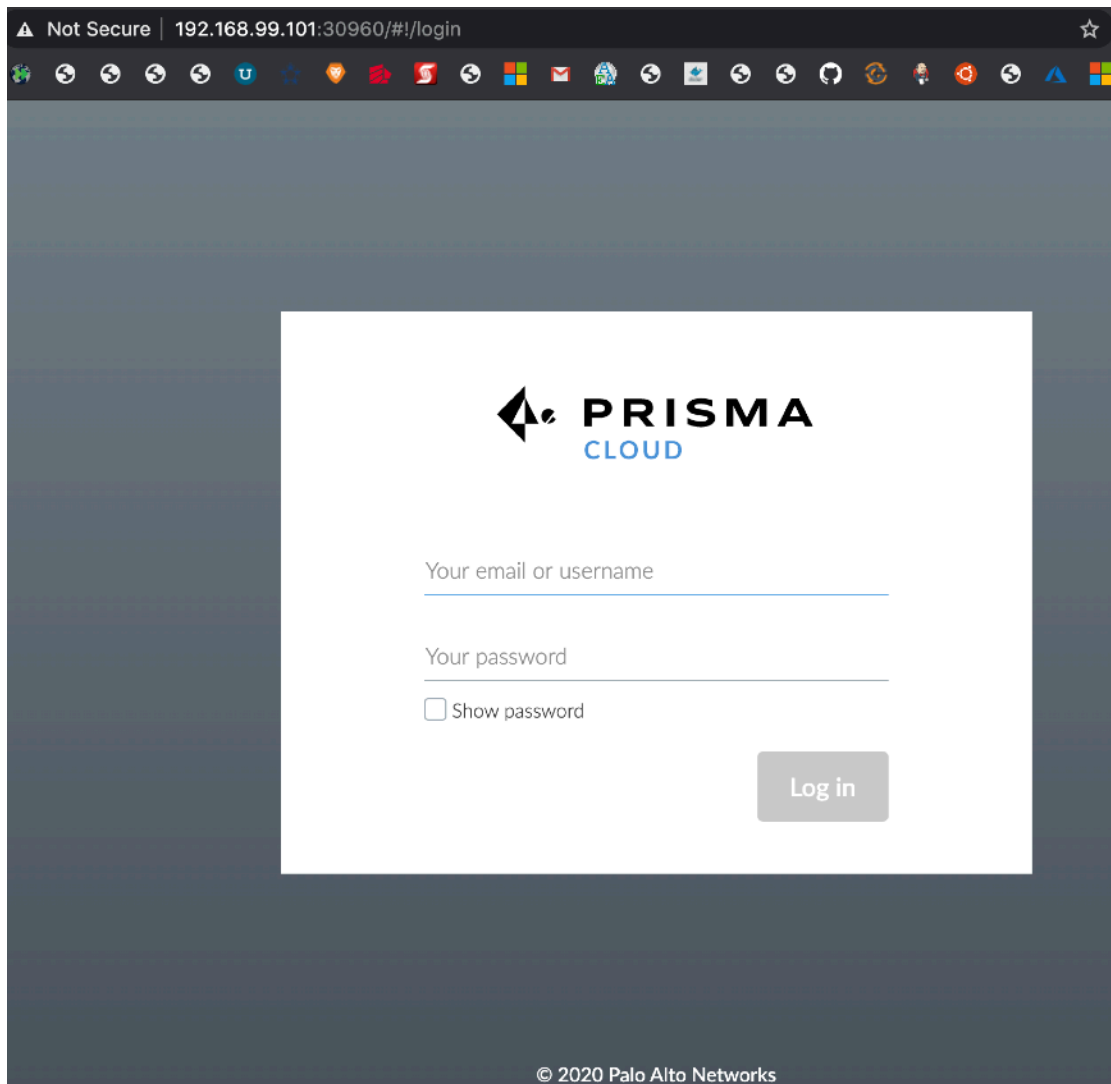 Not Secure | 192.168.99.101:30960/#!/login
PRISMA
CLOUD
Your email or username
Your password
Show password
Log in
© 2020 Palo Alto Networks